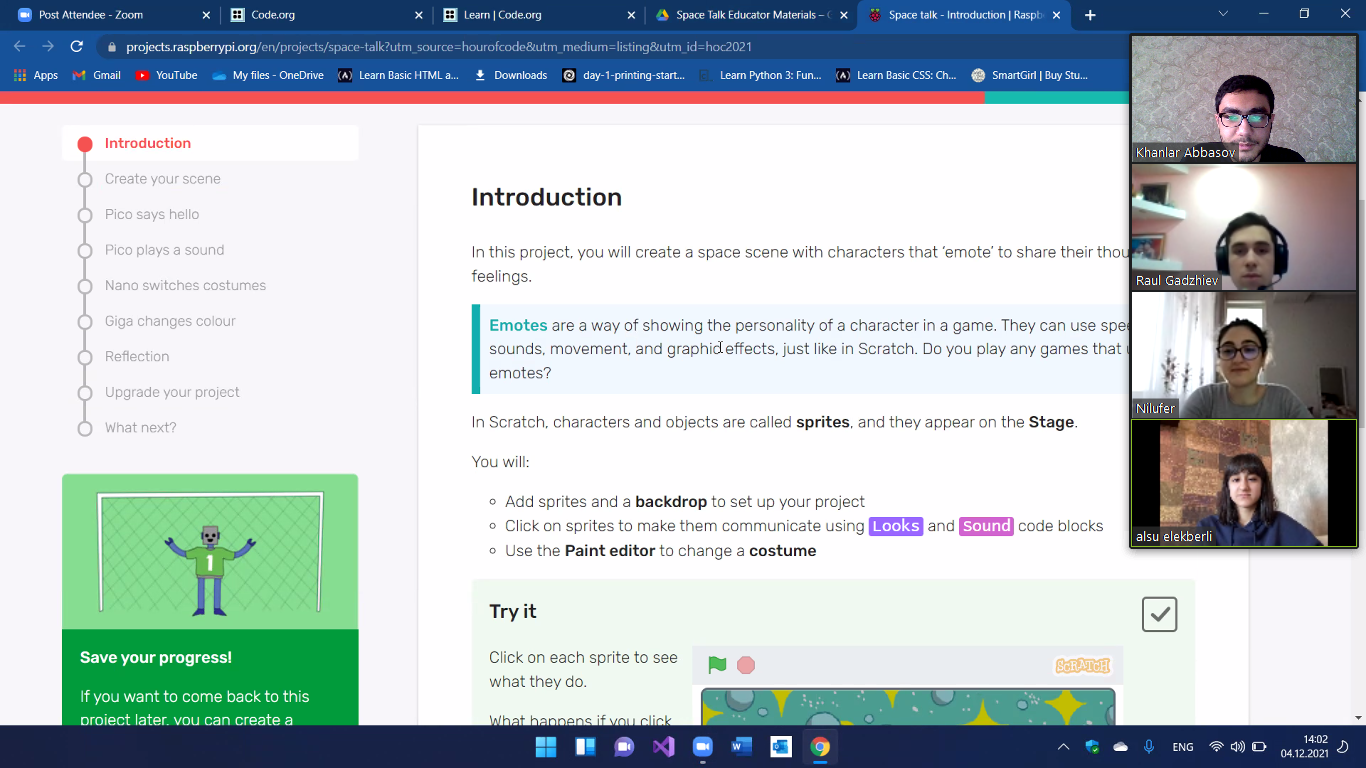 Post Attendee - Zoom
Code.org
Learn | Code.org
Space Talk Educator Materials – G
Space talk - Introduction | Raspb
projects.raspberrypi.org/en/projects/space-talk?utm_source=hourofcode&utm_medium=listing&utm_id=hoc2021
Apps
Gmail
YouTube
My files - OneDrive
Learn Basic HTML a...
Downloads
day-1-printing-start...
Learn Python 3: Fun...
Learn Basic CSS: Ch...
SmartGirl | Buy Stu...
Introduction
Create your scene
Pico says hello
Pico plays a sound
Nano switches costumes
Giga changes colour
Reflection
Upgrade your project
What next?
1
Save your progress!
If you want to come back to this
project later, you can create a
Introduction
In this project, you will create a space scene with characters that ‘emote’ to share their thou
feelings.
Emotes are a way of showing the personality of a character in a game. They can use spee
sounds, movement, and graphic effects, just like in Scratch. Do you play any games that u
emotes?
In Scratch, characters and objects are called sprites, and they appear on the Stage.
You will:
Add sprites and a backdrop to set up your project
Click on sprites to make them communicate using Looks and Sound code blocks
Use the Paint editor to change a costume
Try it
Click on each sprite to see
what they do.
What happens if you click
SCRATCH
Khanlar Abbasov
Raul Gadzhiev
Nilufer
alsu elekberli
ENG
14:02
04.12.2021